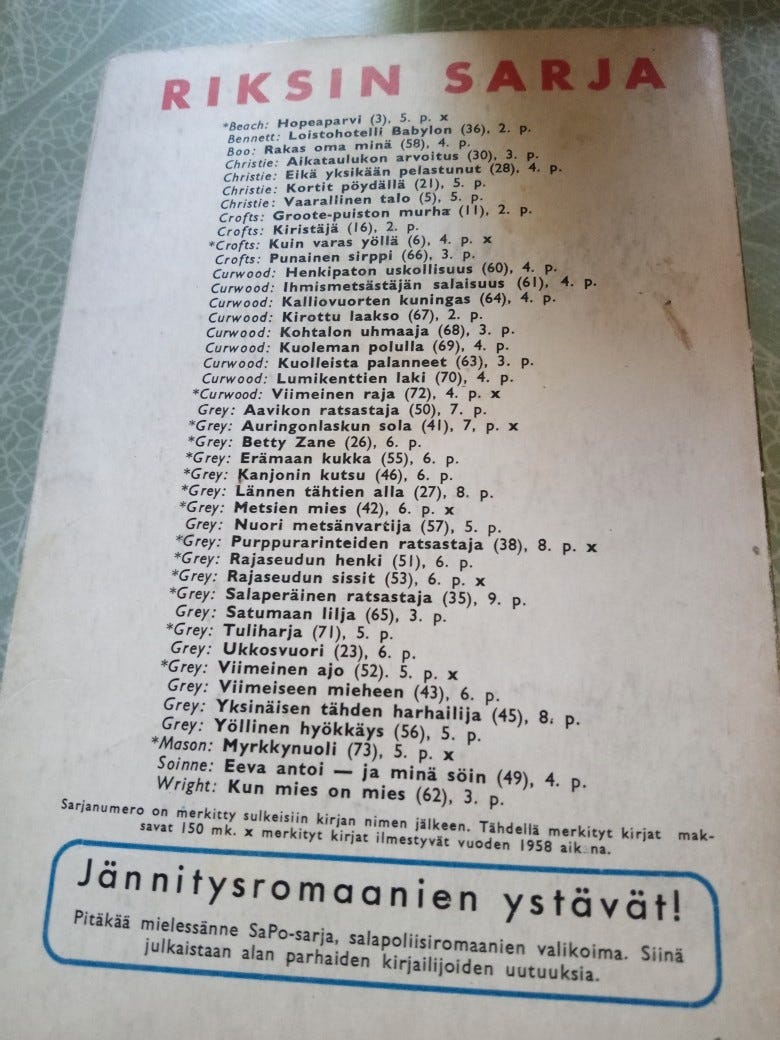 RIKSIN SARJA
*Beach: Hopeaparvi (3), 5. p. x
Bennett: Loistohotelli Babylon (36), 2. p.
Boo: Rakas oma minä (58), 4. p.
Christie: Aikataulukon arvoitus (30), 3. p.
Christie: Eikä yksikään pelastunut (28), 4. p.
Christie: Kortit pöydällä (21), 5. p.
Christie: Vaarallinen talo (5), 5. p.
Crofts: Groote-puiston murha (11), 2. p.
Crofts: Kiristäjä (16), 2. p.
*Crofts: Kuin varas yöllä (6), 4. p. x
Crofts: Punainen sirppi (66), 3. p.
Curwood: Henkipaton uskollisuus (60), 4. p.
Curwood: Ihmismetsästäjän salaisuus (61), 4. p.
Curwood: Kalliovuorten kuningas (64), 4. p.
Curwood: Kirottu laakso (67), 2. p.
Curwood: Kohtalon uhmaaja (68), 3. p.
Curwood: Kuoleman polulla (69), 4. p.
Curwood: Kuolleista palanneet (63), 3. p.
Curwood: Lumikenttien laki (70), 4. p.
*Curwood: Viimeinen raja (72), 4. p. x
Grey: Aavikon ratsastaja (50), 7. p.
*Grey: Auringonlaskun sola (41), 7, p. x
*Grey: Betty Zane (26), 6. p.
*Grey: Erämaan kukka (55), 6. p.
*Grey: Kanjonin kutsu (46), 6. p.
*Grey: Lännen tähtien alla (27), 8. p.
*Grey: Metsien mies (42), 6. p. x
Grey: Nuori metsänvartija (57), 5. p.
*Grey: Purppurarinteiden ratsastaja (38), 8. p. x
*Grey: Rajaseudun henki (51), 6. p.
*Grey: Rajaseudun sissit (53), 6. p. x
*Grey: Salaperäinen ratsastaja (35), 9. p.
Grey: Satumaan lilja (65), 3. p.
*Grey: Tuliharja (71), 5. p.
Grey: Ukkosvuori (23), 6. p.
*Grey: Viimeinen ajo (52). 5. p. x
Grey: Viimeiseen mieheen (43), 6. p.
Grey: Yksinäisen tähden harhailija (45), 8. p.
Grey: Yöllinen hyökkäys (56), 5. p.
*Mason: Myrkkynuoli (73), 5. p. x
Soinne: Eeva antoi — ja minä söin (49), 4. p.
Wright: Kun mies on mies (62), 3. p.
Sarjanumero on merkitty sulkeisiin kirjan nimen jälkeen. Tähdellä merkityt kirjat mak-
savat 150 mk. x merkityt kirjat ilmestyvät vuoden 1958 aik na.
Jännitysromaanien ystävät!
Pitäkää mielessänne SaPo-sarja, salapoliisiromaanien valikoima. Siinä
julkaistaan alan parhaiden kirjailijoiden uutuuksia.